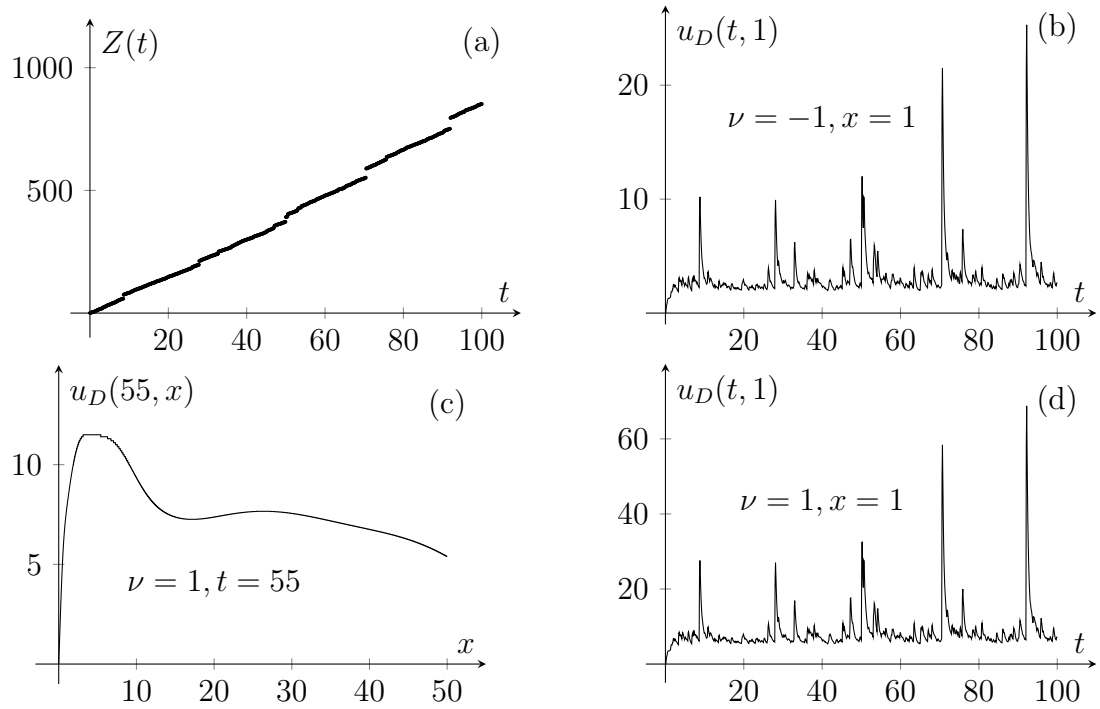 Z(t)
(a)
1000
500
t
20 40 60 80 100
u_D(t, 1)
(b)
20
ν = −1, x = 1
10
t
20 40 60 80 100
u_D(55, x)
(c)
10
5
ν = 1, t = 55
x
10 20 30 40 50
u_D(t, 1)
(d)
60
40
ν = 1, x = 1
20
t
20 40 60 80 100